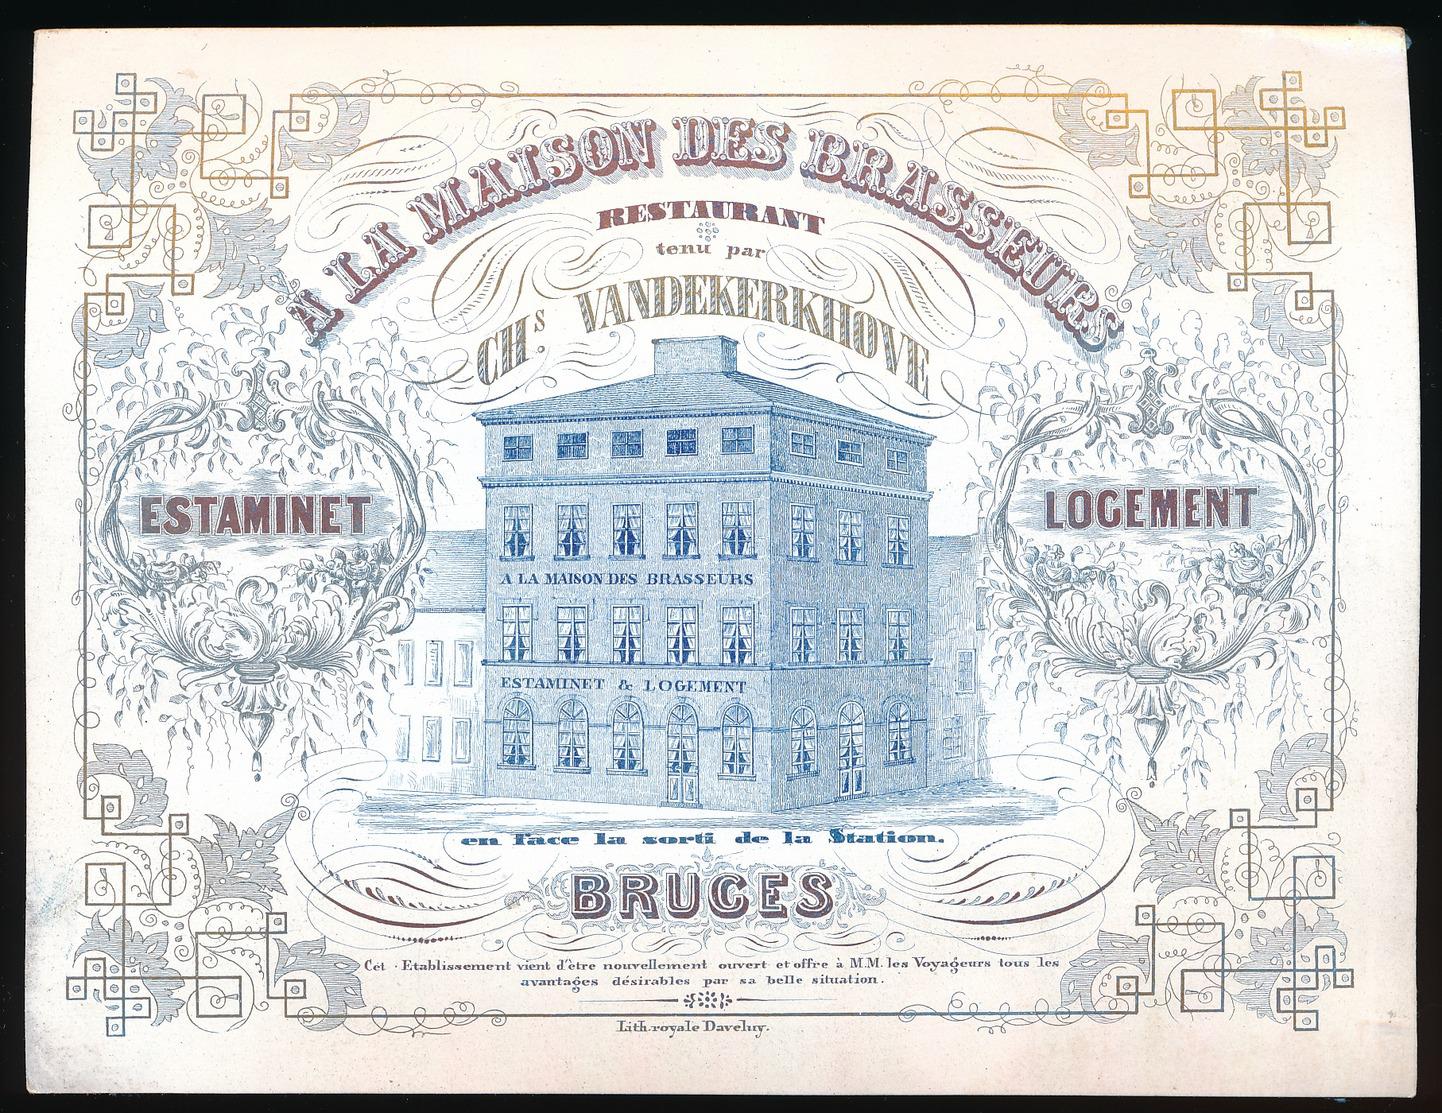 A LA MAISON DES BRASSEURS
RESTAURANT
tenu par
CH.s VANDEKERKHOVE
ESTAMINET
LOGEMENT
A LA MAISON DES BRASSEURS
ESTAMINET & LOGEMENT
en face la sorti de la Station.
BRUGES
Cet Etablissement vient d'être nouvellement ouvert et offre à M.M. les Voyageurs tous les
avantages désirables par sa belle situation.
Lith. royale Daveluy.